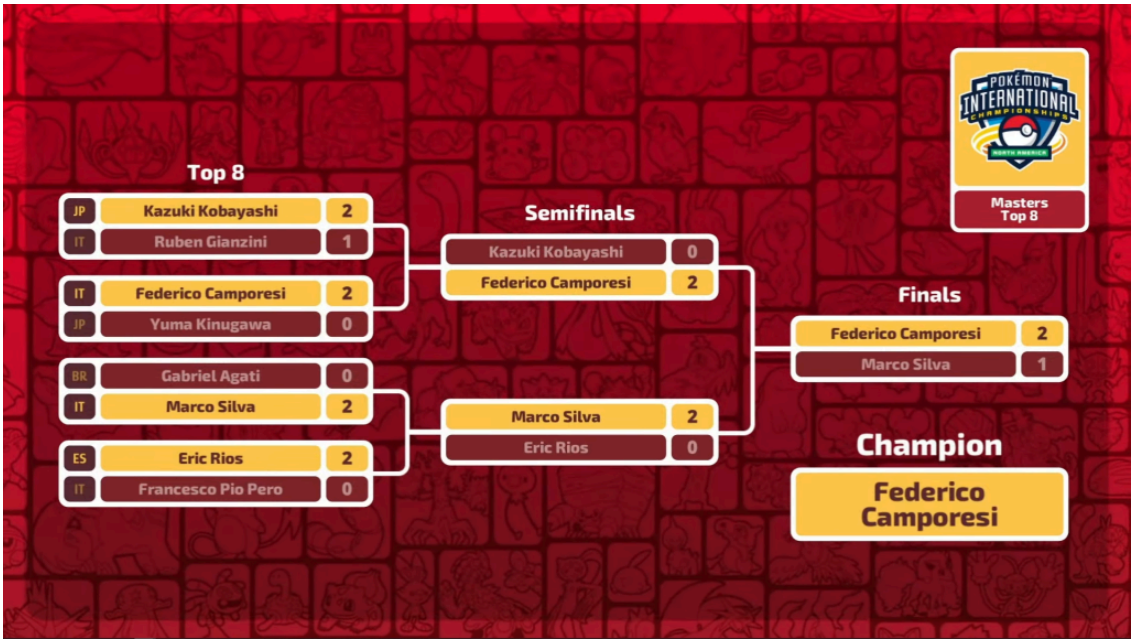 POKÉMON
INTERNATIONAL
CHAMPIONSHIPS
NORTH AMERICA
Masters
Top 8
Top 8
JP Kazuki Kobayashi 2
IT Ruben Gianzini 1
IT Federico Camporesi 2
JP Yuma Kinugawa 0
BR Gabriel Agati 0
IT Marco Silva 2
ES Eric Rios 2
IT Francesco Pio Pero 0
Semifinals
Kazuki Kobayashi 0
Federico Camporesi 2
Marco Silva 2
Eric Rios 0
Finals
Federico Camporesi 2
Marco Silva 1
Champion
Federico
Camporesi